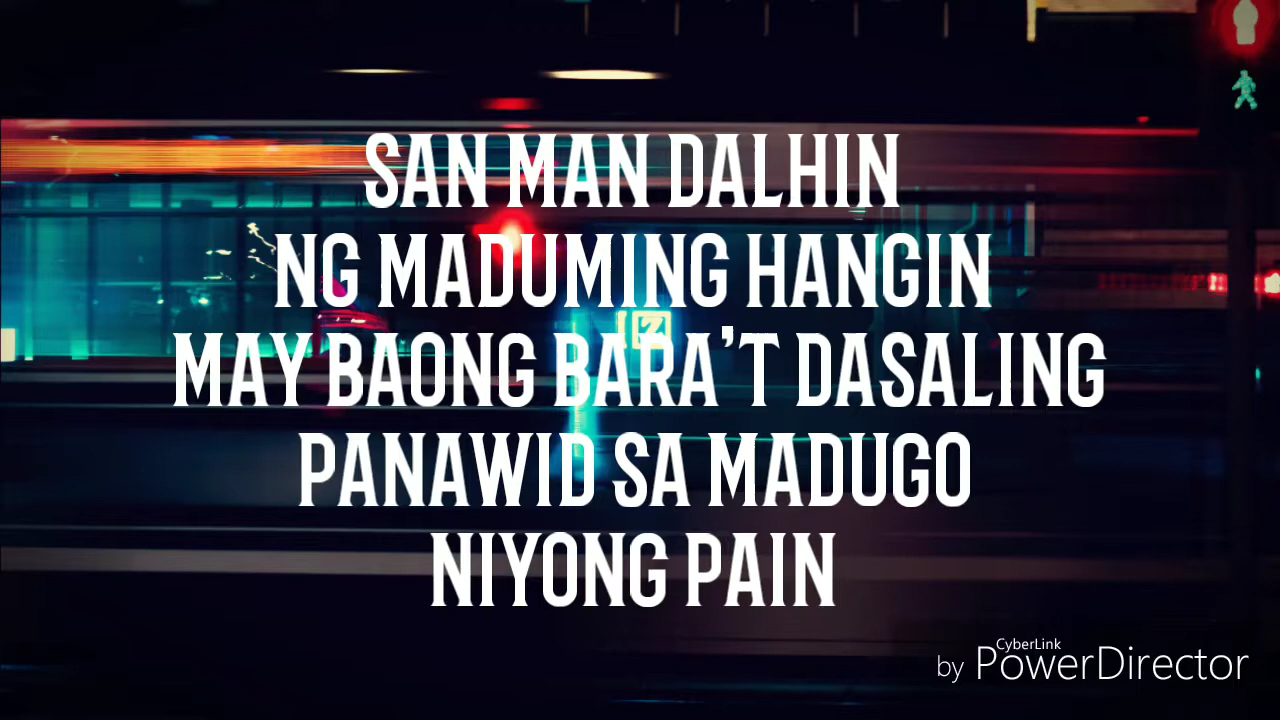 SAN MAN DALHIN
NG MADUMING HANGIN
MAY BAONG BARA'T DASALING
PANAWID SA MADUGO
NIYONG PAIN
CyberLink
by PowerDirector